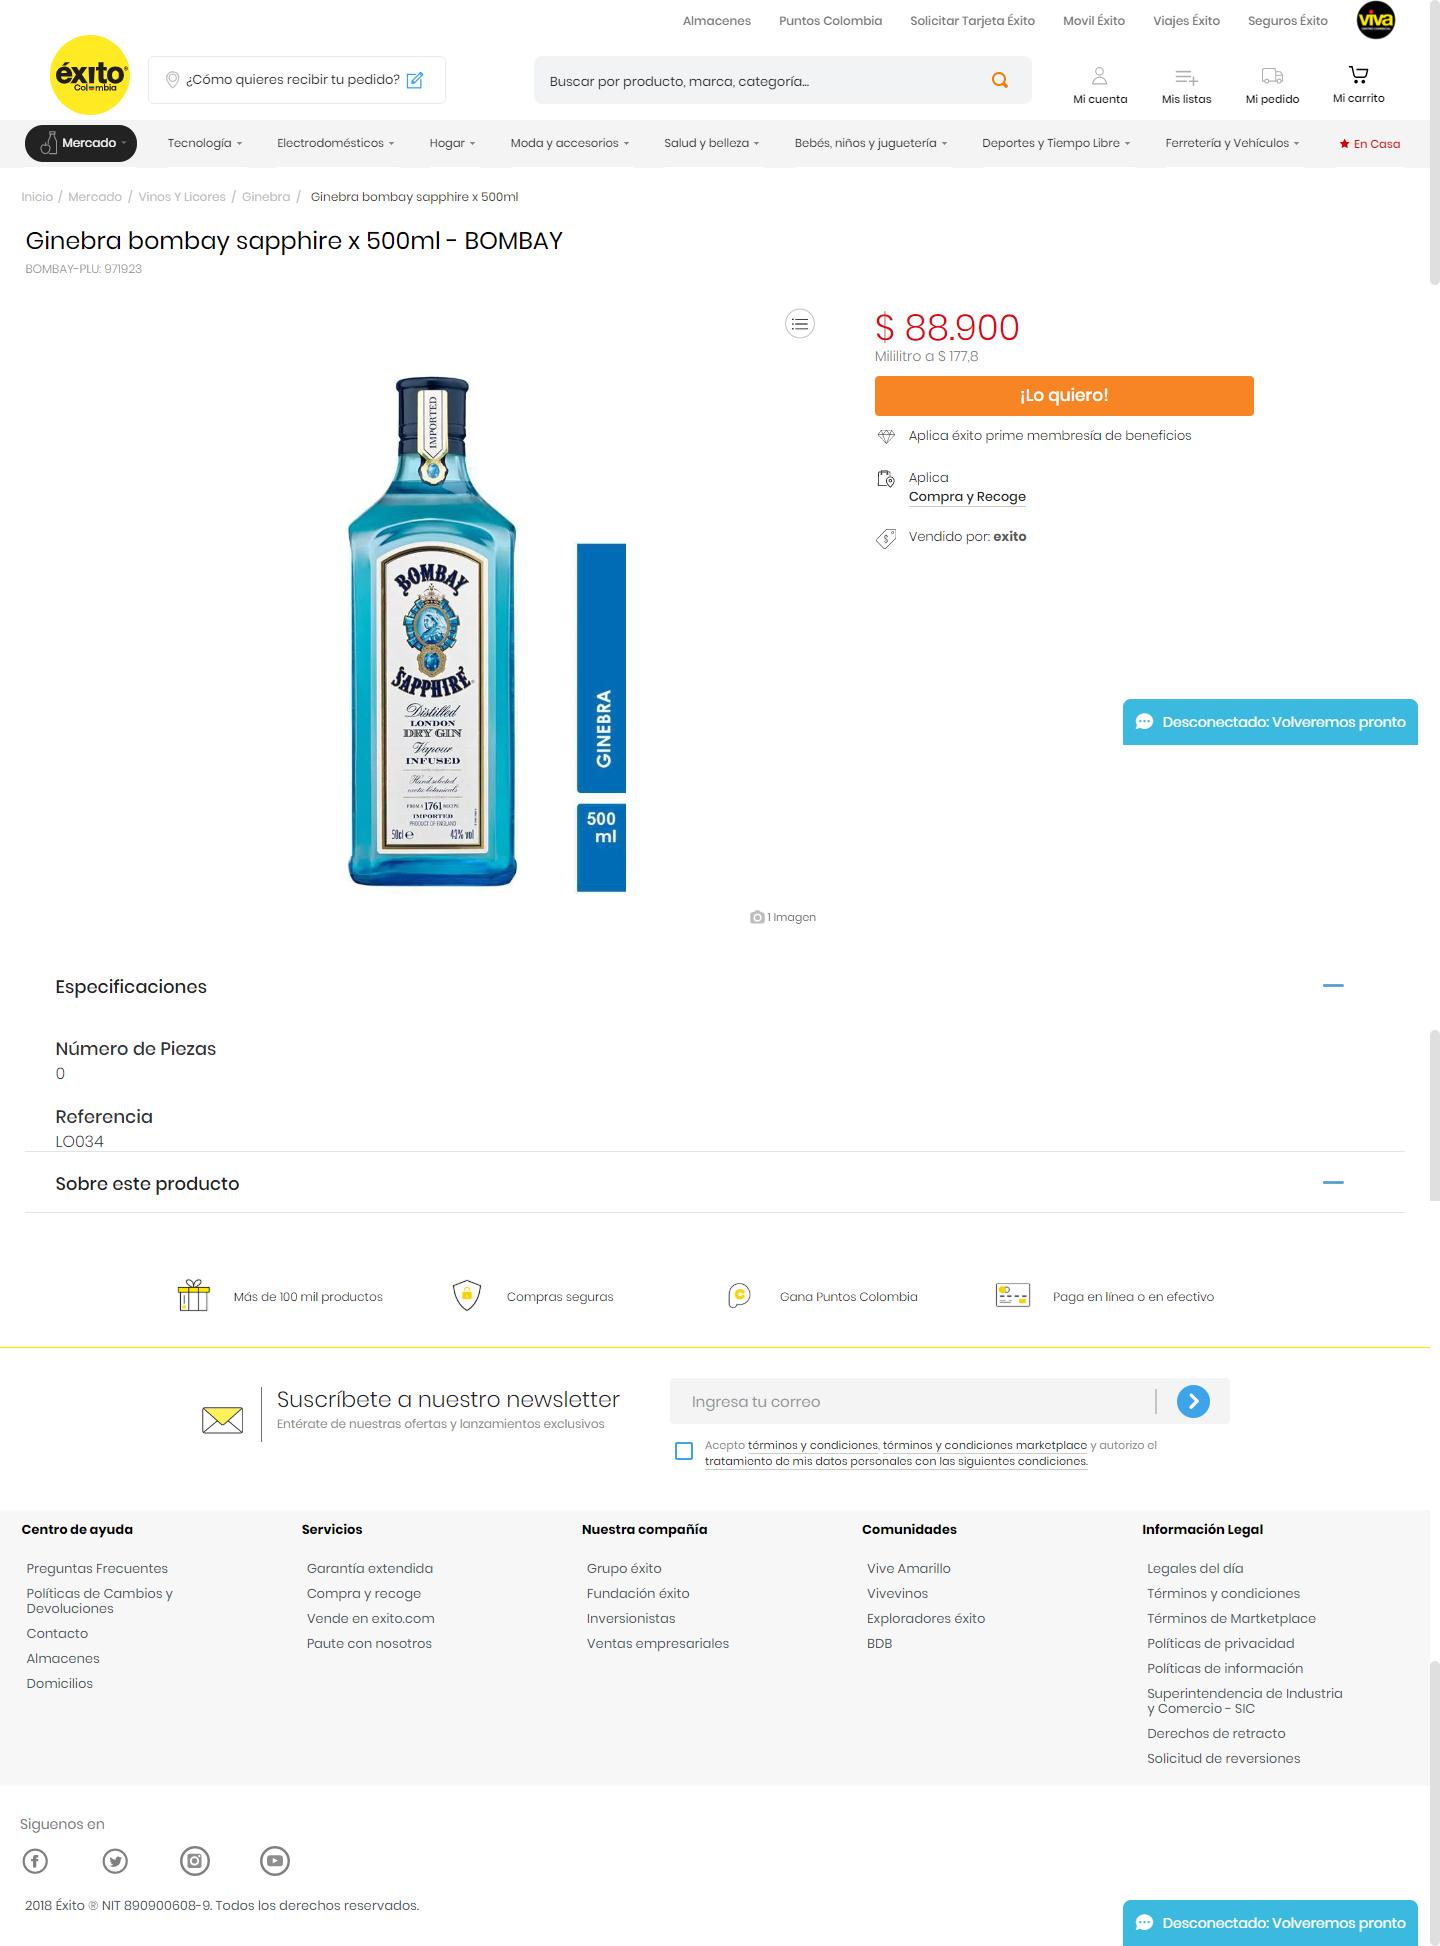 Almacenes Puntos Colombia Solicitar Tarjeta Éxito Movil Éxito Viajes Éxito Seguros Éxito viva
éxito
Colombia
¿Cómo quieres recibir tu pedido?
Buscar por producto, marca, categoría...
Mi cuenta Mis listas Mi pedido Mi carrito
Mercado Tecnología Electrodomésticos Hogar Moda y accesorios Salud y belleza Bebés, niños y juguetería Deportes y Tiempo Libre Ferretería y Vehículos En Casa
Inicio / Mercado / Vinos Y Licores / Ginebra / Ginebra bombay sapphire x 500ml
Ginebra bombay sapphire x 500ml - BOMBAY
BOMBAY-PLU: 971923
IMPORTED
BOMBAY
SAPPHIRE
Distilled
LONDON
DRY GIN
Vapour
INFUSED
Hand selected
exotic botanicals
FROM A 1761 RECIPE
IMPORTED
PRODUCT OF ENGLAND
50cl e 43% vol
GINEBRA
500
ml
1 Imagen
$ 88.900
Mililitro a $ 177,8
¡Lo quiero!
Aplica éxito prime membresía de beneficios
Aplica
Compra y Recoge
Vendido por: exito
Desconectado: Volveremos pronto
Especificaciones
Número de Piezas
0
Referencia
LO034
Sobre este producto
Más de 100 mil productos Compras seguras Gana Puntos Colombia Paga en línea o en efectivo
Suscríbete a nuestro newsletter
Entérate de nuestras ofertas y lanzamientos exclusivos
Ingresa tu correo
Acepto términos y condiciones, términos y condiciones marketplace y autorizo el
tratamiento de mis datos personales con las siguientes condiciones.
Centro de ayuda
Preguntas Frecuentes
Políticas de Cambios y
Devoluciones
Contacto
Almacenes
Domicilios
Servicios
Garantía extendida
Compra y recoge
Vende en exito.com
Paute con nosotros
Nuestra compañía
Grupo éxito
Fundación éxito
Inversionistas
Ventas empresariales
Comunidades
Vive Amarillo
Vivevinos
Exploradores éxito
BDB
Información Legal
Legales del día
Términos y condiciones
Términos de Martketplace
Políticas de privacidad
Políticas de información
Superintendencia de Industria
y Comercio - SIC
Derechos de retracto
Solicitud de reversiones
Siguenos en
2018 Éxito ® NIT 890900608-9. Todos los derechos reservados.
Desconectado: Volveremos pronto